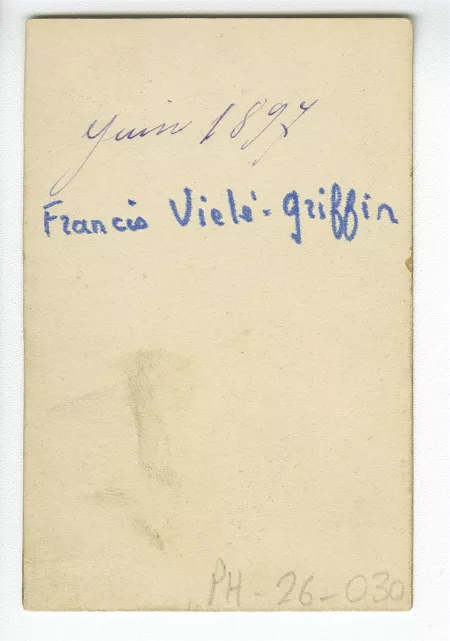 Juin 1897
Francis Vielé-Griffin
PH-26-030